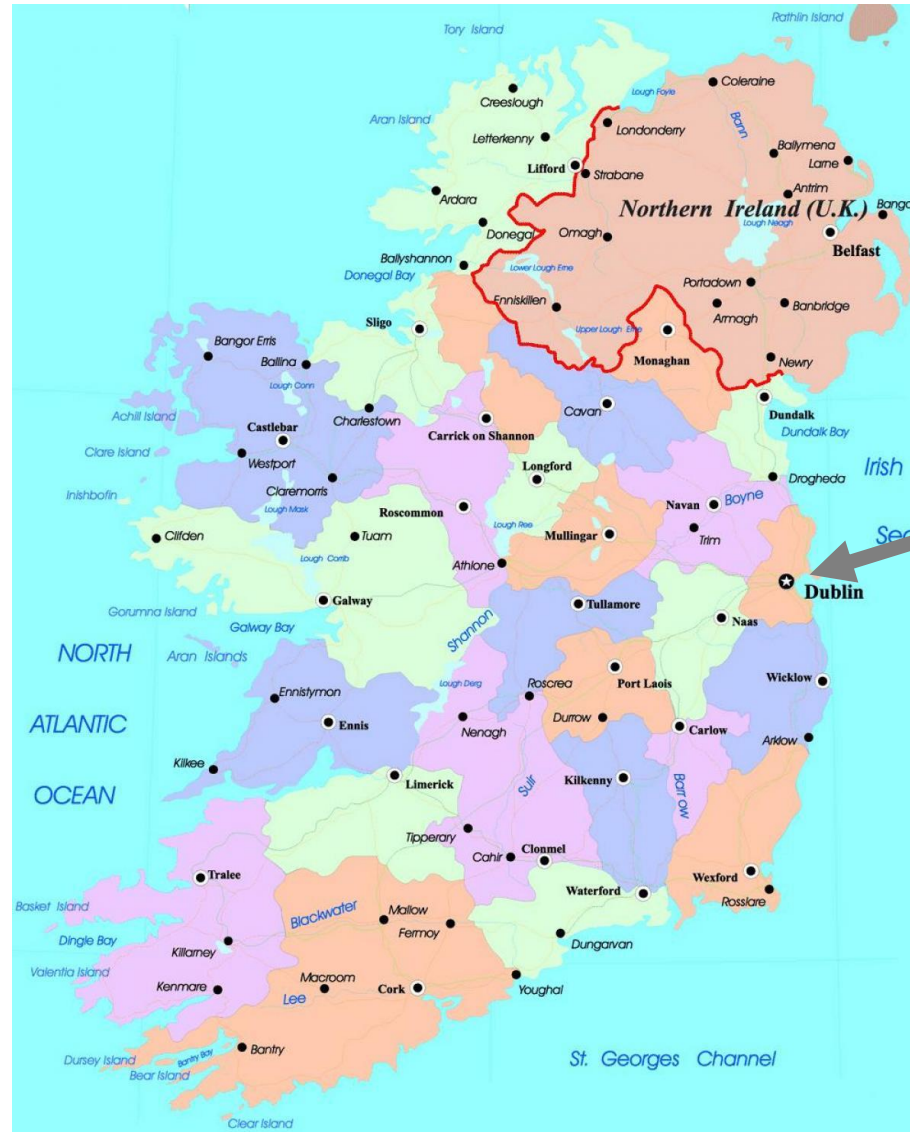 Rathlin Island
Tory Island
Coleraine
Creeslough
Lough Foyle
Aran Island
Londonderry
Bann
Letterkenny
Ballymena
Larne
Lifford
Strabane
Ardara
Antrim
Northern Ireland (U.K.)
Donegal
Lough Neagh
Omagh
Belfast
Ballyshannon
Lower Lough Erne
Donegal Bay
Portadown
Enniskillen
Armagh
Banbridge
Sligo
Upper Lough Erne
Bangor Erris
Monaghan
Ballina
Newry
Lough Conn
Cavan
Dundalk
Achill Island
Charlestown
Carrick on Shannon
Dundalk Bay
Castlebar
Clare Island
Westport
Longford
Irish
Claremorris
Drogheda
Inishbofin
Navan
Boyne
Lough Mask
Roscommon
Lough Ree
Mullingar
Trim
Clifden
Tuam
Lough Corrib
Athlone
Dublin
Gorumna Island
Galway
Tullamore
Naas
Galway Bay
Shannon
NORTH
Aran Islands
Port Laois
Wicklow
Lough Derg
Ennistymon
Roscrea
ATLANTIC
Ennis
Nenagh
Durrow
Carlow
Arklow
Kilkee
Limerick
Suir
Kilkenny
Barrow
OCEAN
Tipperary
Cahir
Clonmel
Tralee
Waterford
Wexford
Rosslare
Basket Island
Blackwater
Mallow
Fermoy
Dingle Bay
Killarney
Dungarvan
Valentia Island
Macroom
Youghal
Kenmare
Lee
Cork
Bantry
Dursey Island
Bantry Bay
Bear Island
St. Georges Channel
Clear Island